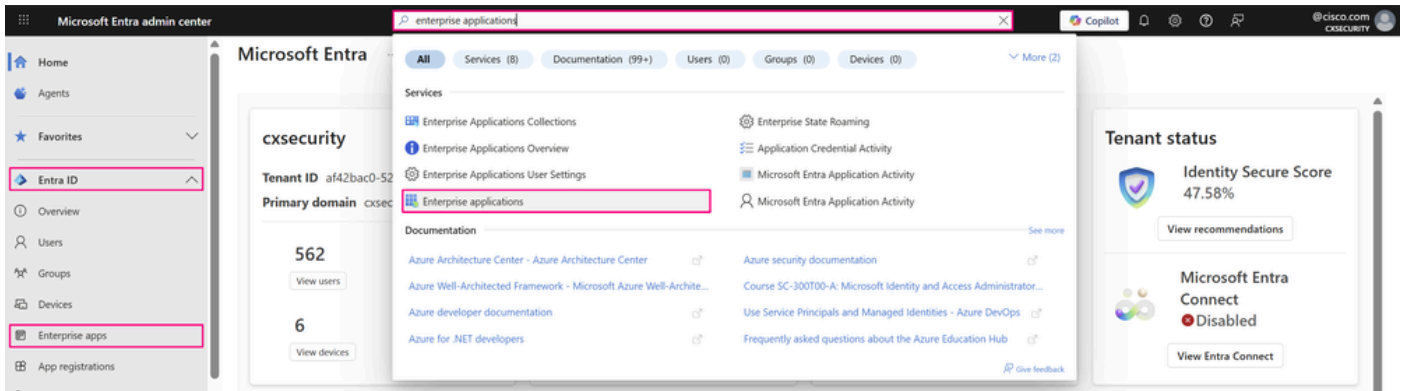 Microsoft Entra admin center
enterprise applications
Copilot
@cisco.com
CXSECURITY
Home
Agents
Favorites
Entra ID
Overview
Users
Groups
Devices
Enterprise apps
App registrations
Microsoft Entra
cxsecurity
Tenant ID af42bac0-52
Primary domain cxsec
562
View users
6
View devices
All
Services (8)
Documentation (99+)
Users (0)
Groups (0)
Devices (0)
More (2)
Services
Enterprise Applications Collections
Enterprise Applications Overview
Enterprise Applications User Settings
Enterprise applications
Enterprise State Roaming
Application Credential Activity
Microsoft Entra Application Activity
Microsoft Entra Application Activity
Documentation
See more
Azure Architecture Center - Azure Architecture Center
Azure Well-Architected Framework - Microsoft Azure Well-Archite...
Azure developer documentation
Azure for .NET developers
Azure security documentation
Course SC-300T00-A: Microsoft Identity and Access Administrator...
Use Service Principals and Managed Identities - Azure DevOps
Frequently asked questions about the Azure Education Hub
Give feedback
Tenant status
Identity Secure Score
47.58%
View recommendations
Microsoft Entra
Connect
Disabled
View Entra Connect